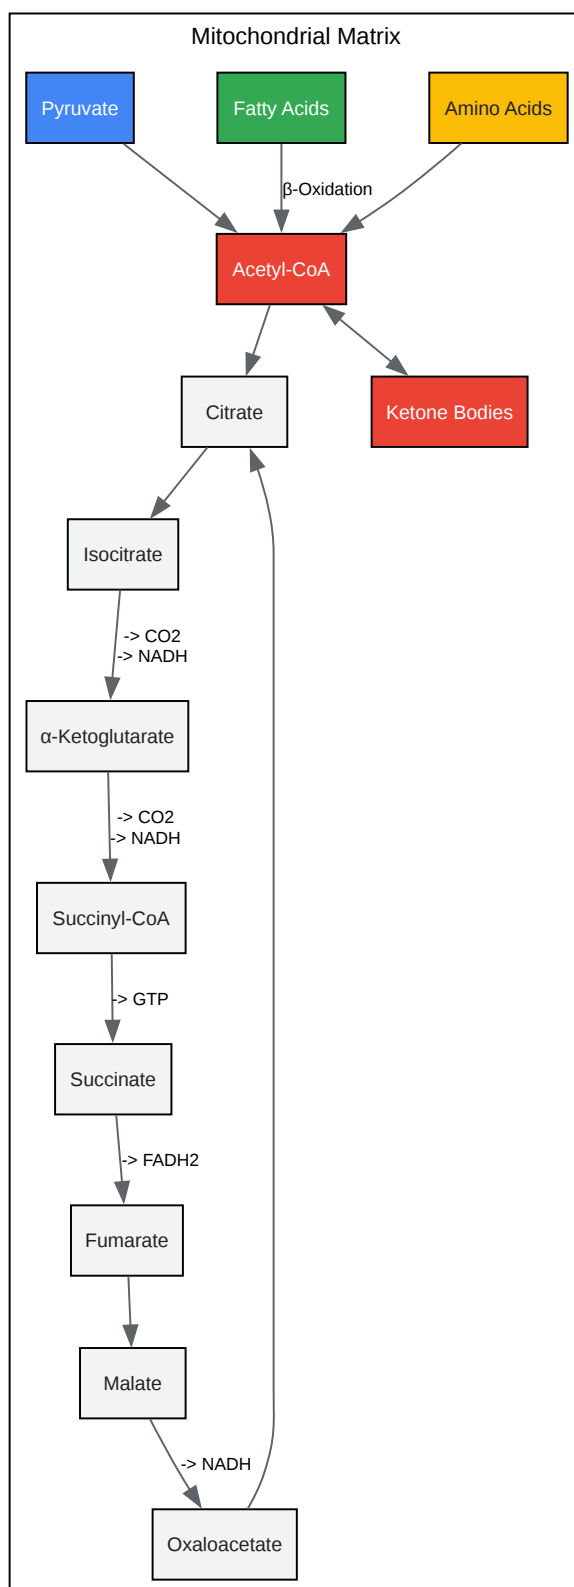 Mitochondrial Matrix
Pyruvate
Fatty Acids
Amino Acids
β-Oxidation
Acetyl-CoA
Citrate
Ketone Bodies
Isocitrate
-> CO2
-> NADH
α-Ketoglutarate
-> CO2
-> NADH
Succinyl-CoA
-> GTP
Succinate
-> FADH2
Fumarate
Malate
-> NADH
Oxaloacetate